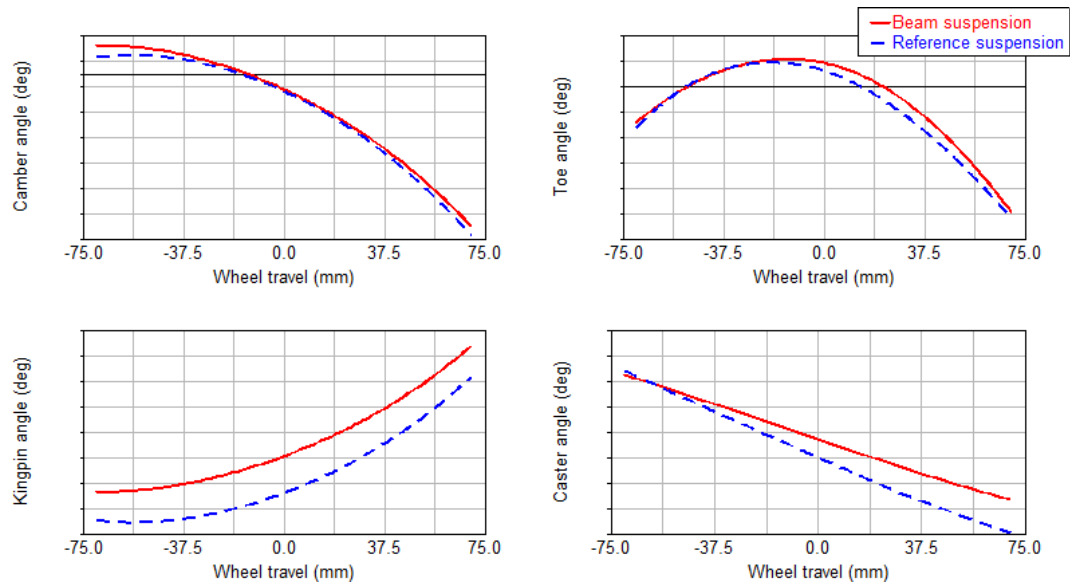 Beam suspension
Reference suspension
Camber angle (deg)
-75.0 -37.5 0.0 37.5 75.0
Wheel travel (mm)
Toe angle (deg)
-75.0 -37.5 0.0 37.5 75.0
Wheel travel (mm)
Kingpin angle (deg)
-75.0 -37.5 0.0 37.5 75.0
Wheel travel (mm)
Caster angle (deg)
-75.0 -37.5 0.0 37.5 75.0
Wheel travel (mm)